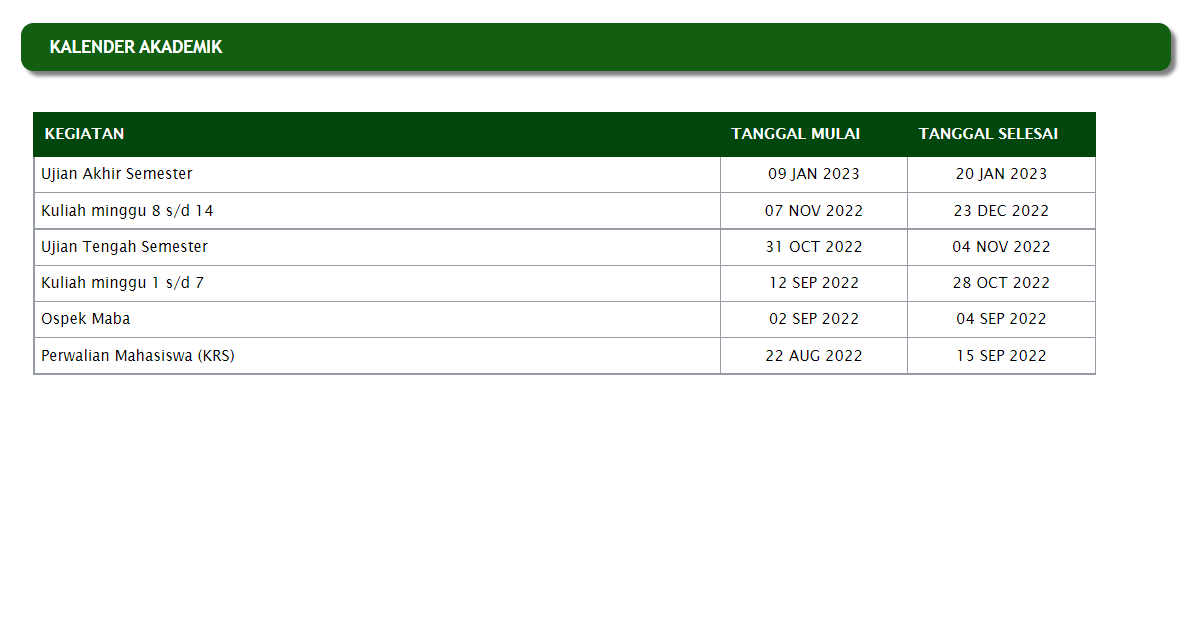 KALENDER AKADEMIK
KEGIATAN TANGGAL MULAI TANGGAL SELESAI
Ujian Akhir Semester 09 JAN 2023 20 JAN 2023
Kuliah minggu 8 s/d 14 07 NOV 2022 23 DEC 2022
Ujian Tengah Semester 31 OCT 2022 04 NOV 2022
Kuliah minggu 1 s/d 7 12 SEP 2022 28 OCT 2022
Ospek Maba 02 SEP 2022 04 SEP 2022
Perwalian Mahasiswa (KRS) 22 AUG 2022 15 SEP 2022